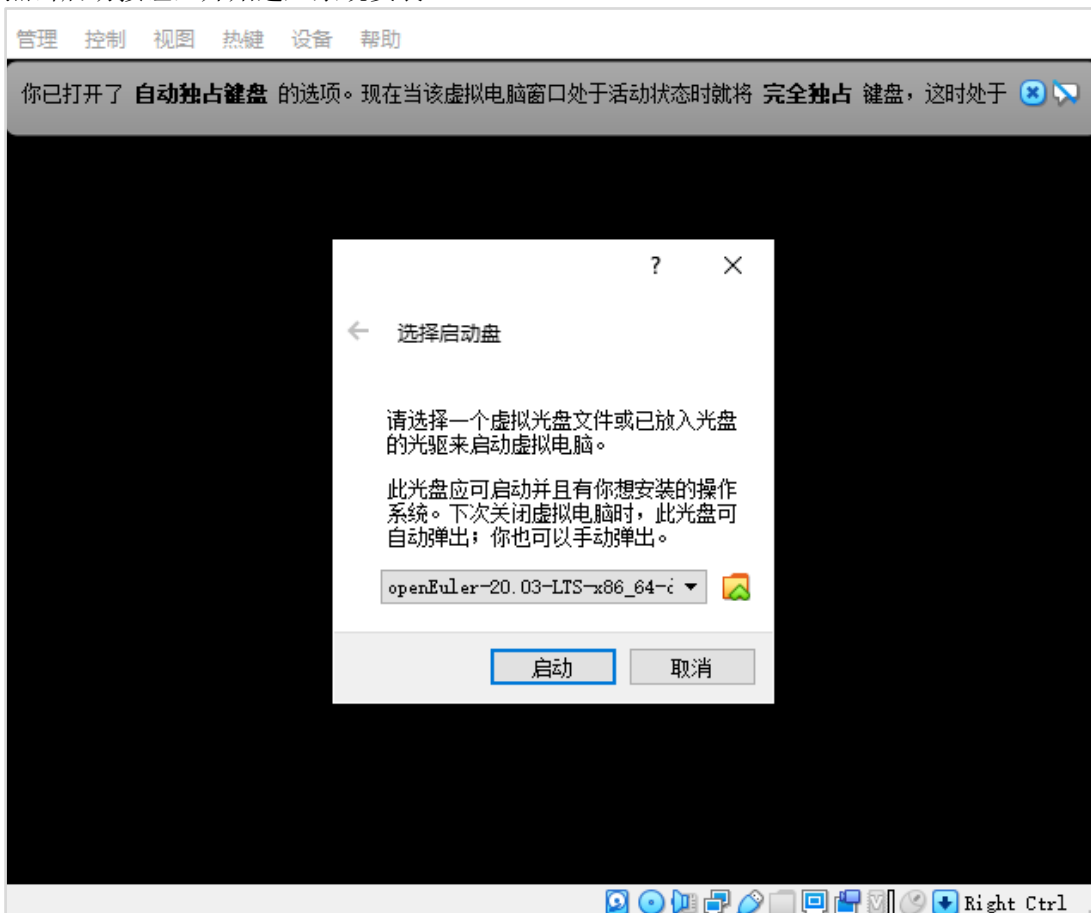 管理 控制 视图 热键 设备 帮助
你已打开了 自动独占键盘 的选项。现在当该虚拟电脑窗口处于活动状态时就将 完全独占 键盘，这时处于
?
选择启动盘
请选择一个虚拟光盘文件或已放入光盘
的光驱来启动虚拟电脑。
此光盘应可启动并且有你想安装的操作
系统。下次关闭虚拟电脑时，此光盘可
自动弹出；你也可以手动弹出。
openEuler-20.03-LTS-x86_64-
启动 取消
Right Ctrl